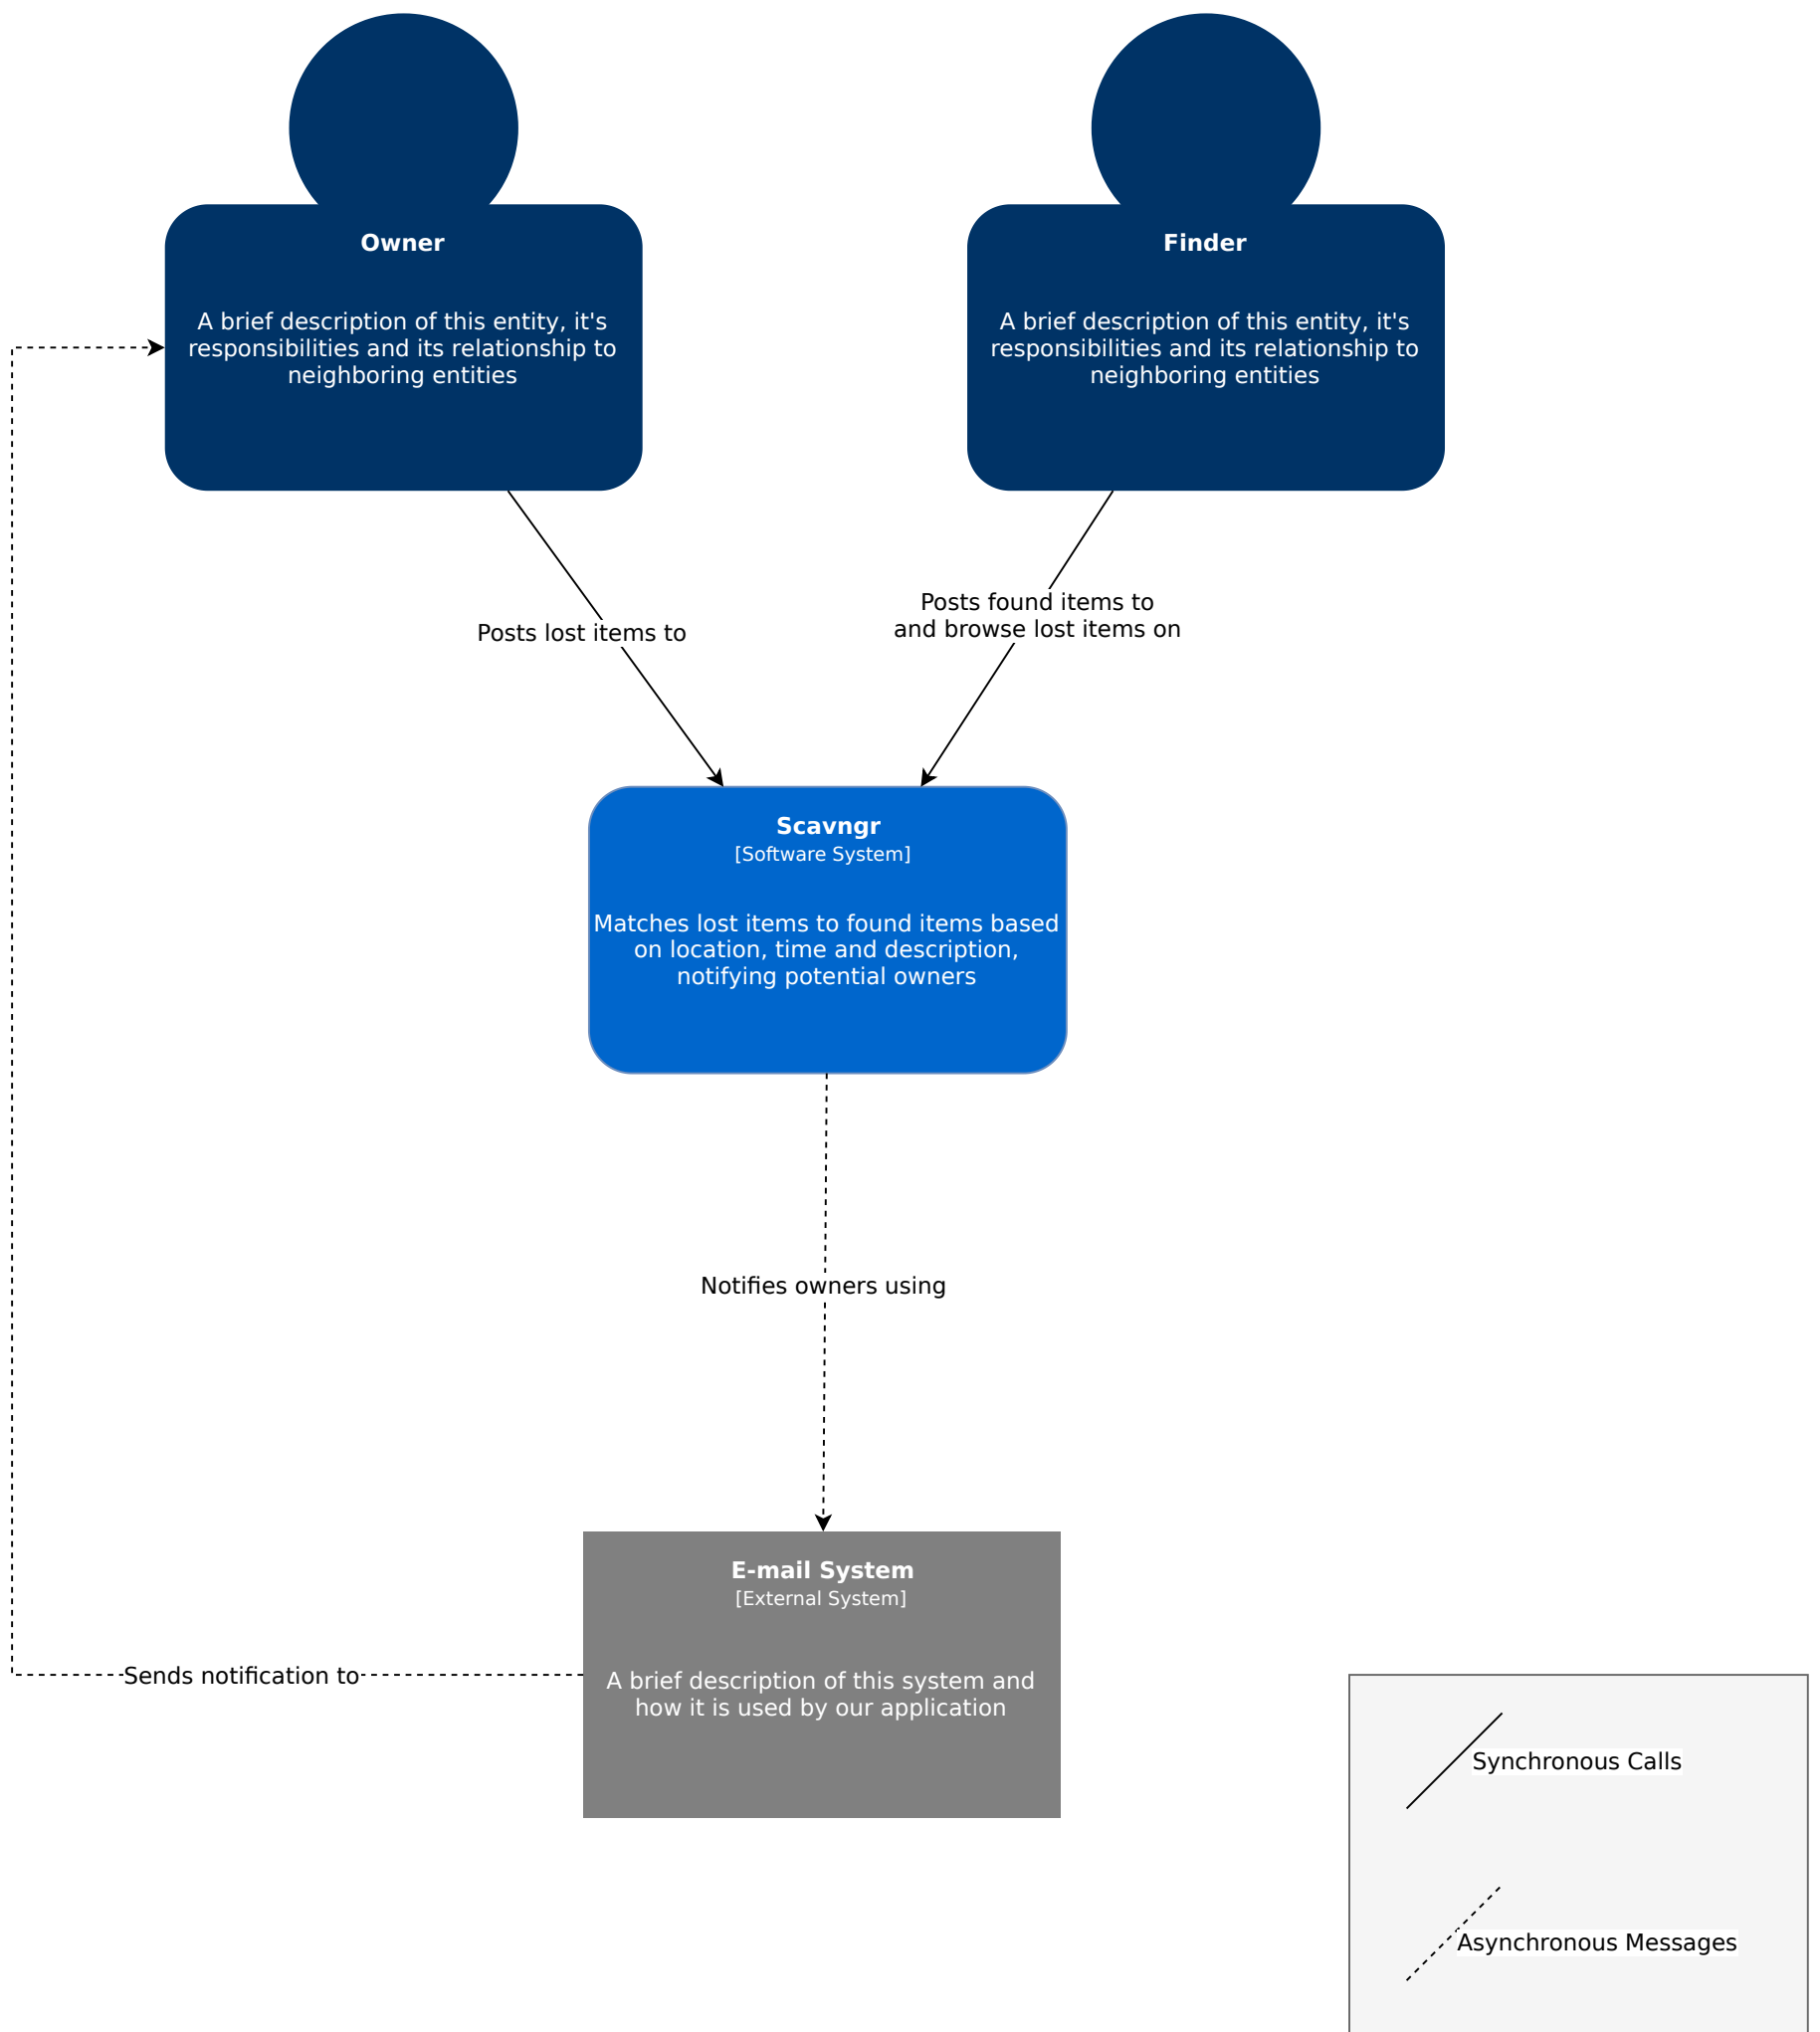 Owner
A brief description of this entity, it's
responsibilities and its relationship to
neighboring entities
Finder
A brief description of this entity, it's
responsibilities and its relationship to
neighboring entities
Posts lost items to
Posts found items to
and browse lost items on
Scavngr
[Software System]
Matches lost items to found items based
on location, time and description,
notifying potential owners
Notifies owners using
E-mail System
[External System]
A brief description of this system and
how it is used by our application
Sends notification to
Synchronous Calls
Asynchronous Messages